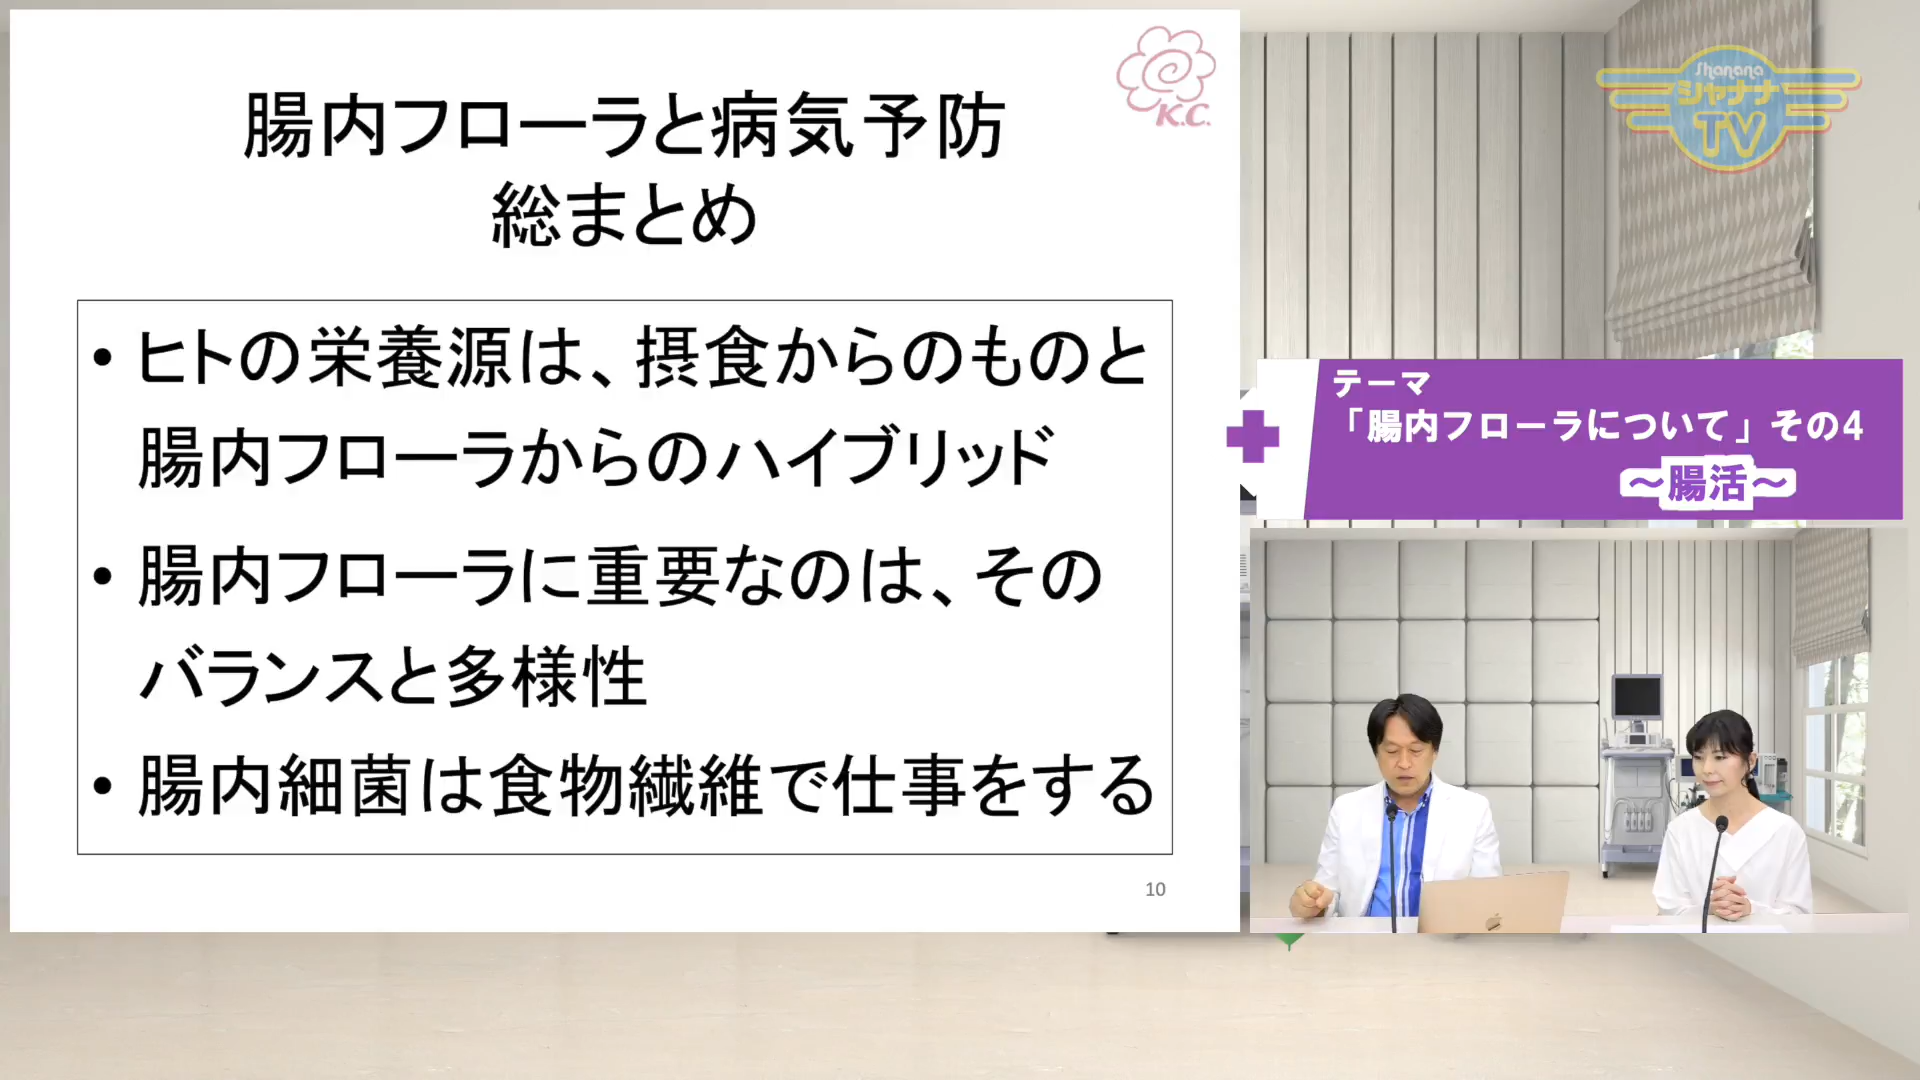 腸内フローラと病気予防
総まとめ
K.C.
• ヒトの栄養源は、摂食からのものと
腸内フローラからのハイブリッド
• 腸内フローラに重要なのは、その
バランスと多様性
• 腸内細菌は食物繊維で仕事をする
10
Shanana
シャナナ
TV
テーマ
「腸内フローラについて」その4
～腸活～